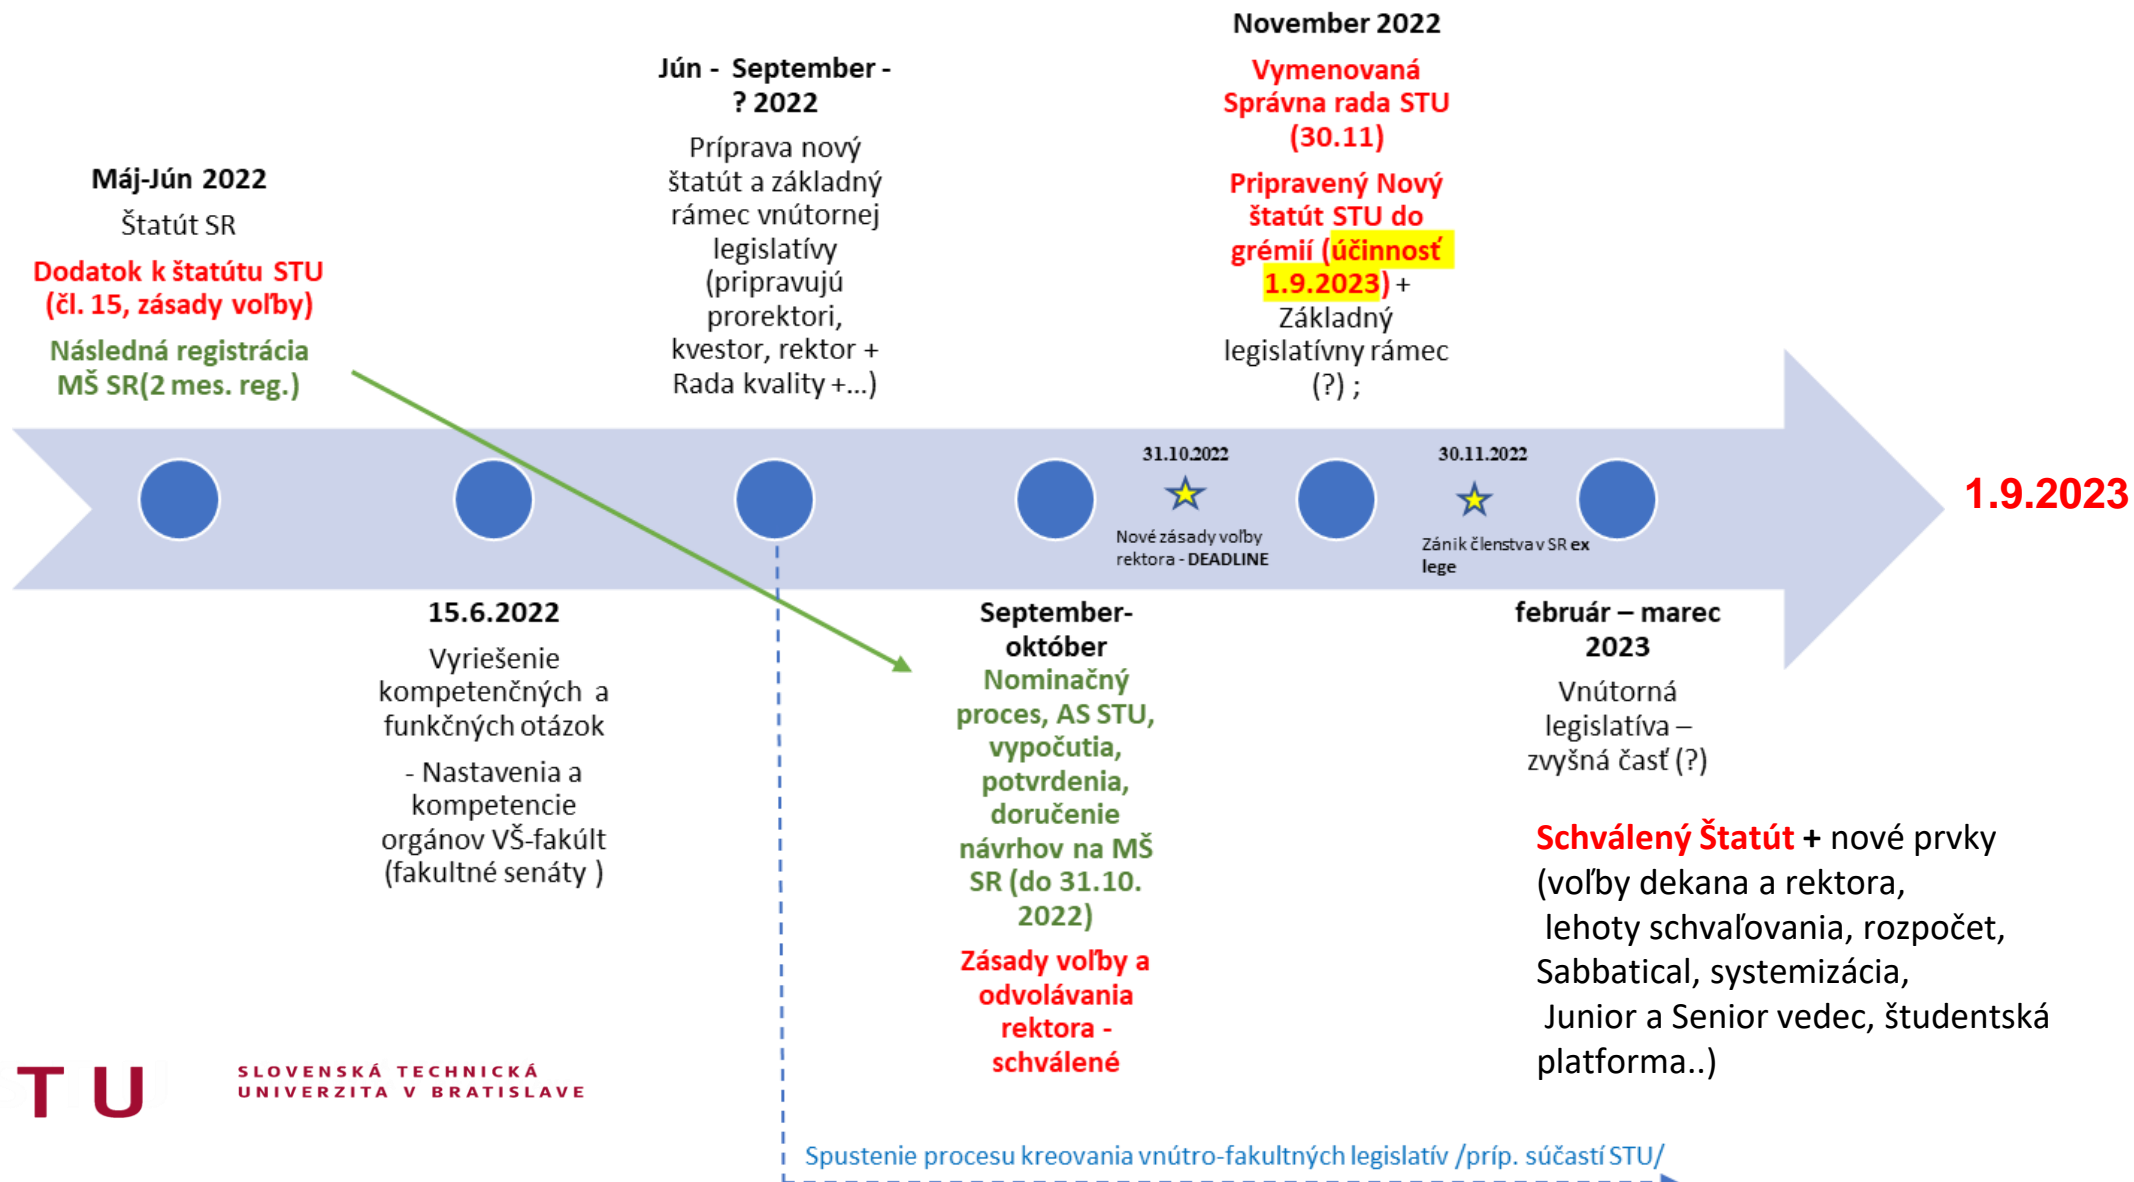 Máj-Jún 2022
Štatút SR
Dodatok k štatútu STU
(čl. 15, zásady voľby)
Následná registrácia
MŠ SR(2 mes. reg.)
Jún - September -
? 2022
Príprava nový
štatút a základný
rámec vnútornej
legislatívy
(pripravujú
prorektori,
kvestor, rektor +
Rada kvality +...)
November 2022
Vymenovaná
Správna rada STU
(30.11)
Pripravený Nový
štatút STU do
grémií (účinnosť
1.9.2023) +
Základný
legislatívny rámec
(?) ;
31.10.2022
Nové zásady voľby
rektora - DEADLINE
30.11.2022
Zánik členstva v SR ex
lege
1.9.2023
15.6.2022
Vyriešenie
kompetenčných a
funkčných otázok
- Nastavenia a
kompetencie
orgánov VŠ-fakúlt
(fakultné senáty )
September-
október
Nominačný
proces, AS STU,
vypočutia,
potvrdenia,
doručenie
návrhov na MŠ
SR (do 31.10.
2022)
Zásady voľby a
odvolávania
rektora -
schválené
február – marec
2023
Vnútorná
legislatíva –
zvyšná časť (?)
Schválený Štatút + nové prvky
(voľby dekana a rektora,
lehoty schvaľovania, rozpočet,
Sabbatical, systemizácia,
Junior a Senior vedec, študentská
platforma..)
T U
SLOVENSKÁ TECHNICKÁ
UNIVERZITA V BRATISLAVE
Spustenie procesu kreovania vnútro-fakultných legislatív /príp. súčastí STU/